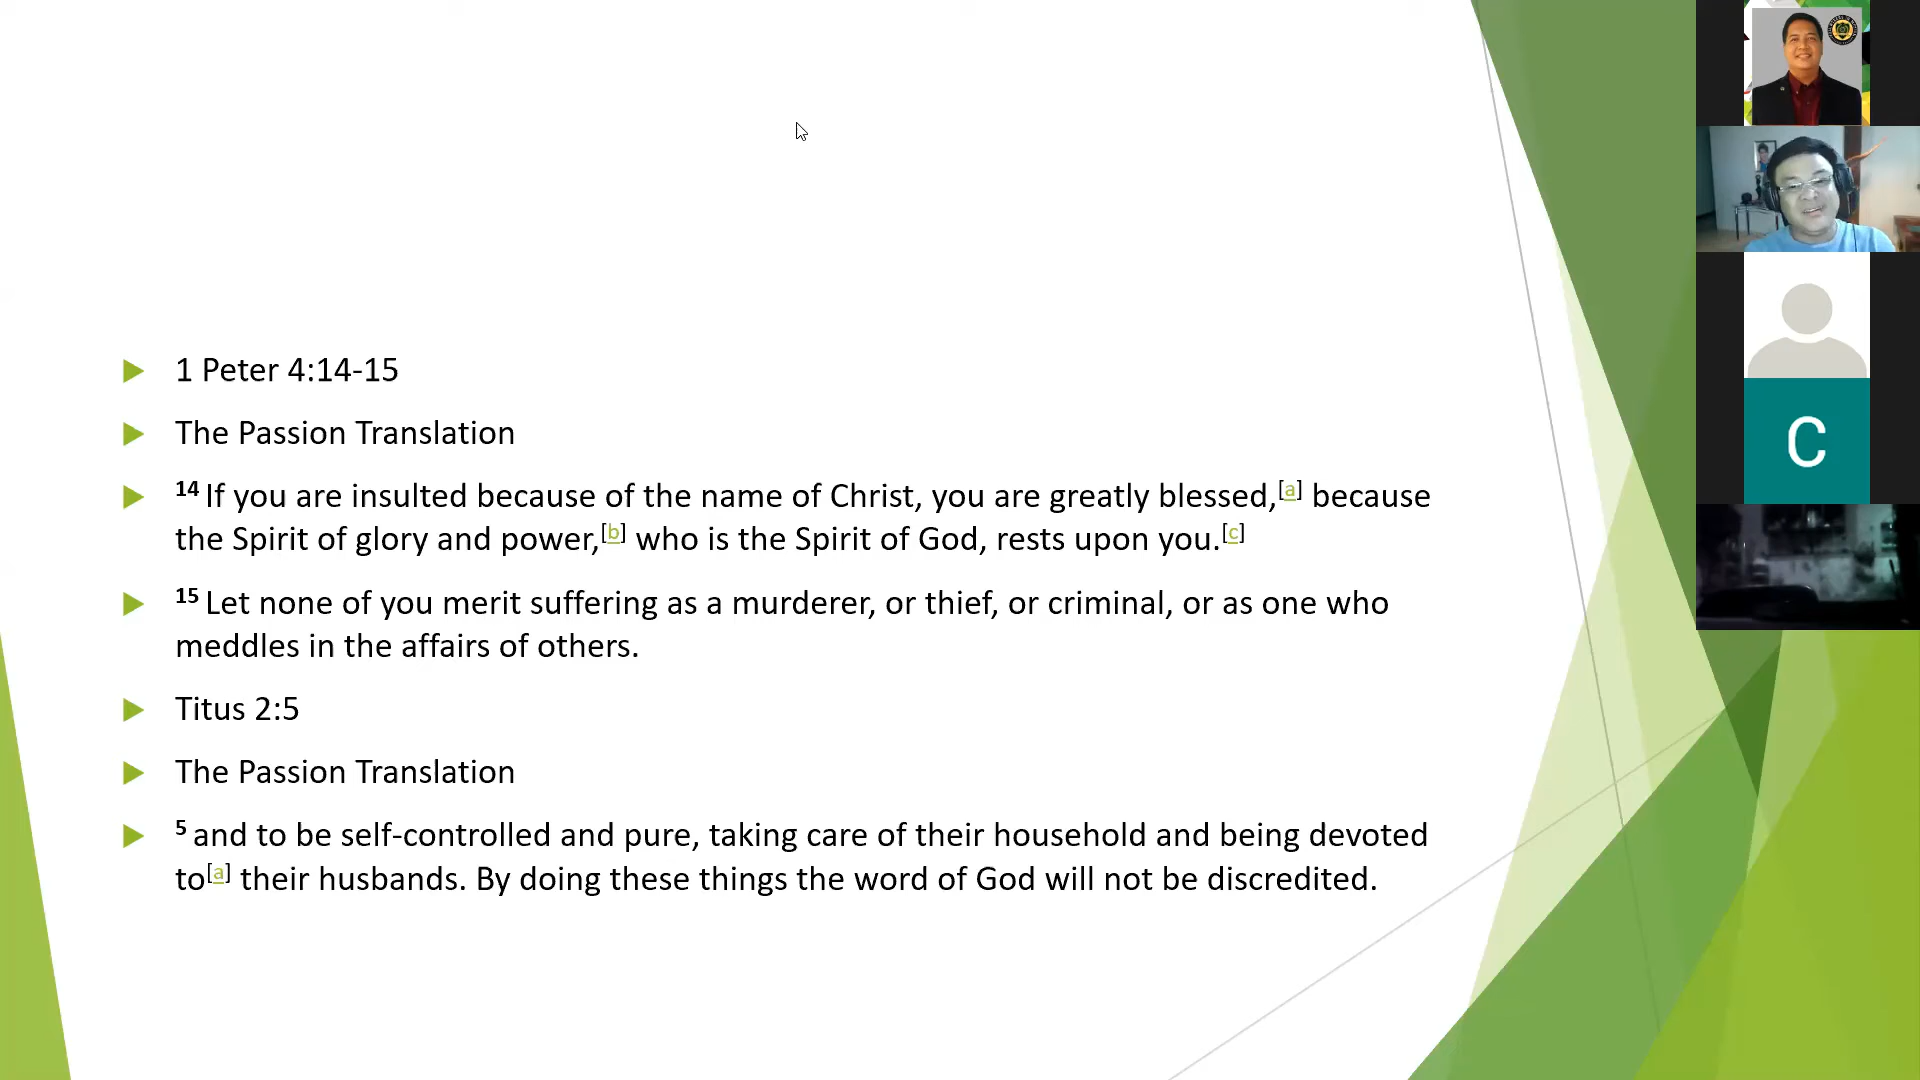 1 Peter 4:14-15
The Passion Translation
14 If you are insulted because of the name of Christ, you are greatly blessed,[a] because
the Spirit of glory and power,[b] who is the Spirit of God, rests upon you.[c]
15 Let none of you merit suffering as a murderer, or thief, or criminal, or as one who
meddles in the affairs of others.
Titus 2:5
The Passion Translation
5 and to be self-controlled and pure, taking care of their household and being devoted
to[a] their husbands. By doing these things the word of God will not be discredited.
C